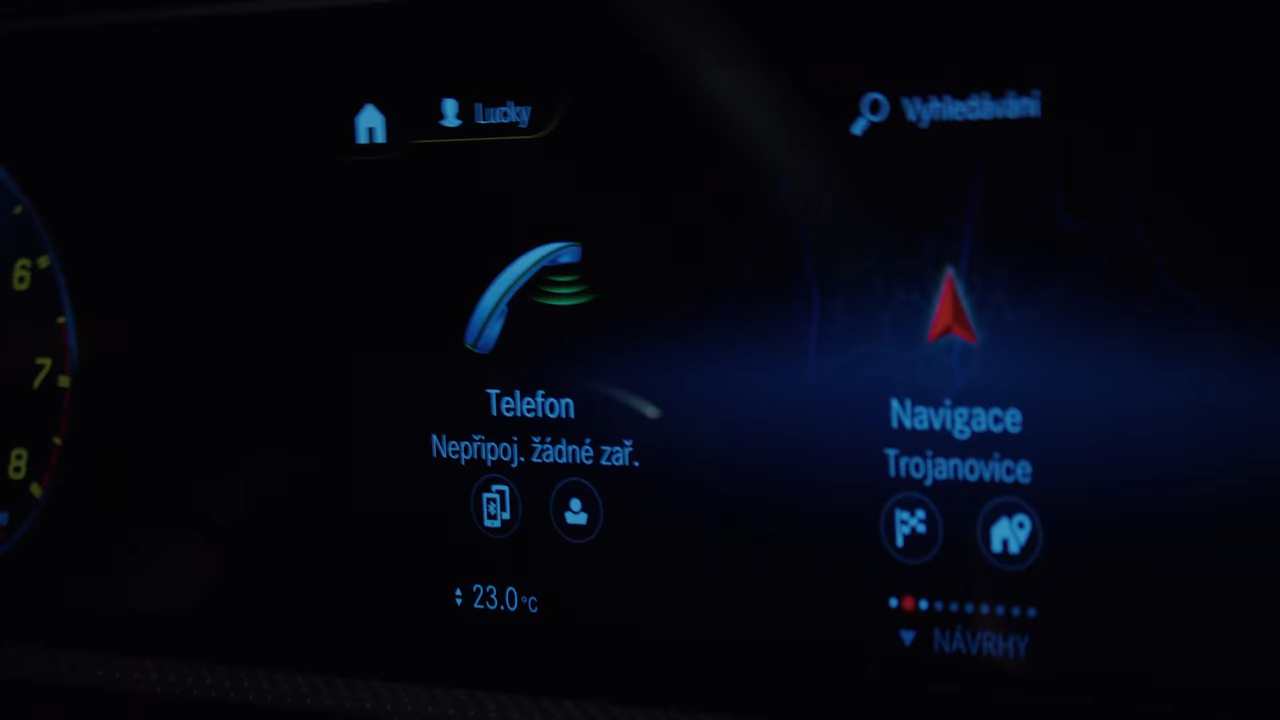 Lucky
Vyhledávání
6
7
8
Telefon
Nepřipoj. žádné zař.
Navigace
Trojanovice
23.0°C
NÁVRHY